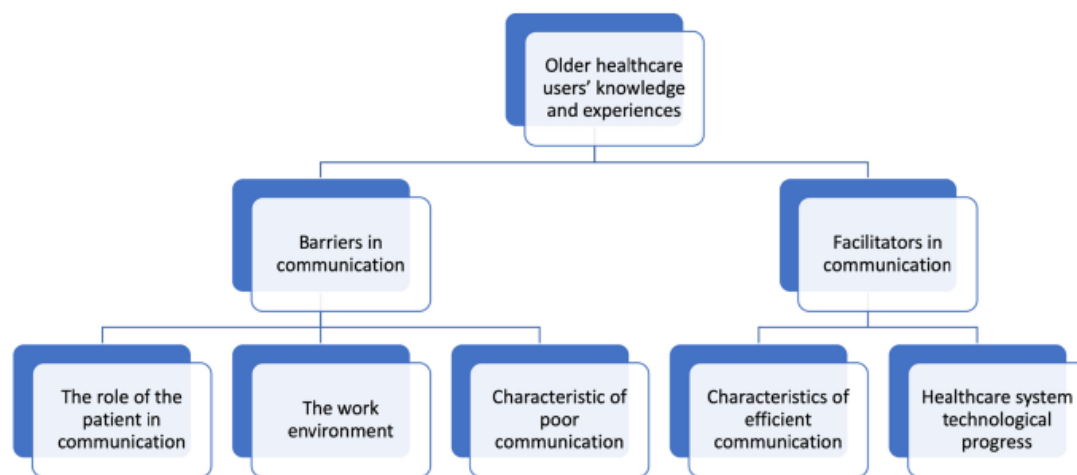 Older healthcare
users' knowledge
and experiences
Barriers in
communication
Facilitators in
communication
The role of the
patient in
communication
The work
environment
Characteristic of
poor
communication
Characteristics of
efficient
communication
Healthcare system
technological
progress